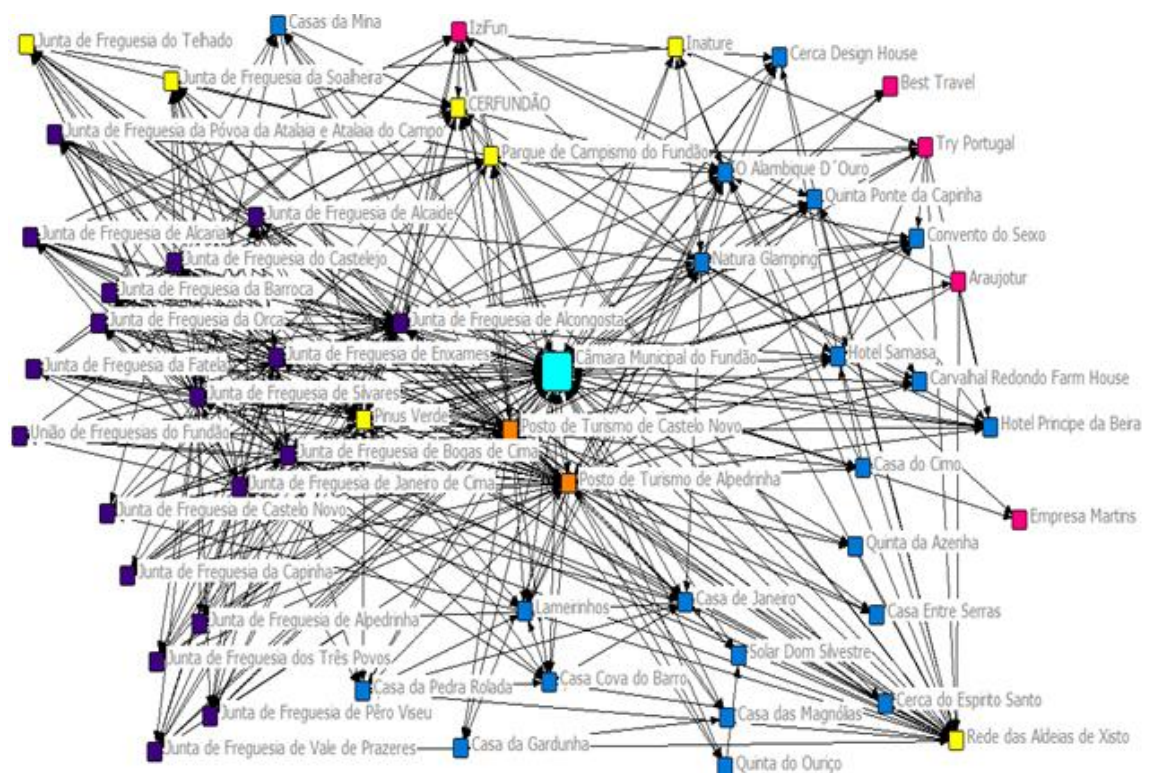 Casas da Mina
IziFun
Junta de Freguesia do Telhado
Inature
Cerca Design House
Junta de Freguesia da Soalheira
Best Travel
CERFUNDÃO
Junta de Freguesia da Póvoa da Atalaia e Atalaia do Campo
Parque de Campismo do Fundão
Try Portugal
O Alambique D´Ouro
Quinta Ponte da Capinha
Junta de Freguesia de Alcaide
Junta de Freguesia de Alcaria
Convento do Seixo
Junta de Freguesia do Castelejo
Natura Glamping
Araujotur
Junta de Freguesia da Barroca
Junta de Freguesia da Orca
Junta de Freguesia de Alcongosta
Junta de Freguesia de Enxames
Câmara Municipal do Fundão
Hotel Samasa
Junta de Freguesia da Fatela
Carvalhal Redondo Farm House
Junta de Freguesia de Silvares
Pinus Verde
Posto de Turismo de Castelo Novo
Hotel Principe da Beira
União de Freguesias do Fundão
Junta de Freguesia de Bogas de Cima
Casa do Cimo
Junta de Freguesia de Janeiro de Cima
Posto de Turismo de Alpedrinha
Junta de Freguesia de Castelo Novo
Empresa Martins
Quinta da Azenha
Junta de Freguesia da Capinha
Lameirinhos
Casa de Janeiro
Casa Entre Serras
Junta de Freguesia de Alpedrinha
Solar Dom Silvestre
Junta de Freguesia dos Três Povos
Casa da Pedra Rolada
Casa Cova do Barro
Cerca do Espirito Santo
Junta de Freguesia de Pêro Viseu
Casa das Magnólias
Rede das Aldeias de Xisto
Junta de Freguesia de Vale de Prazeres
Casa da Gardunha
Quinta do Ouriço